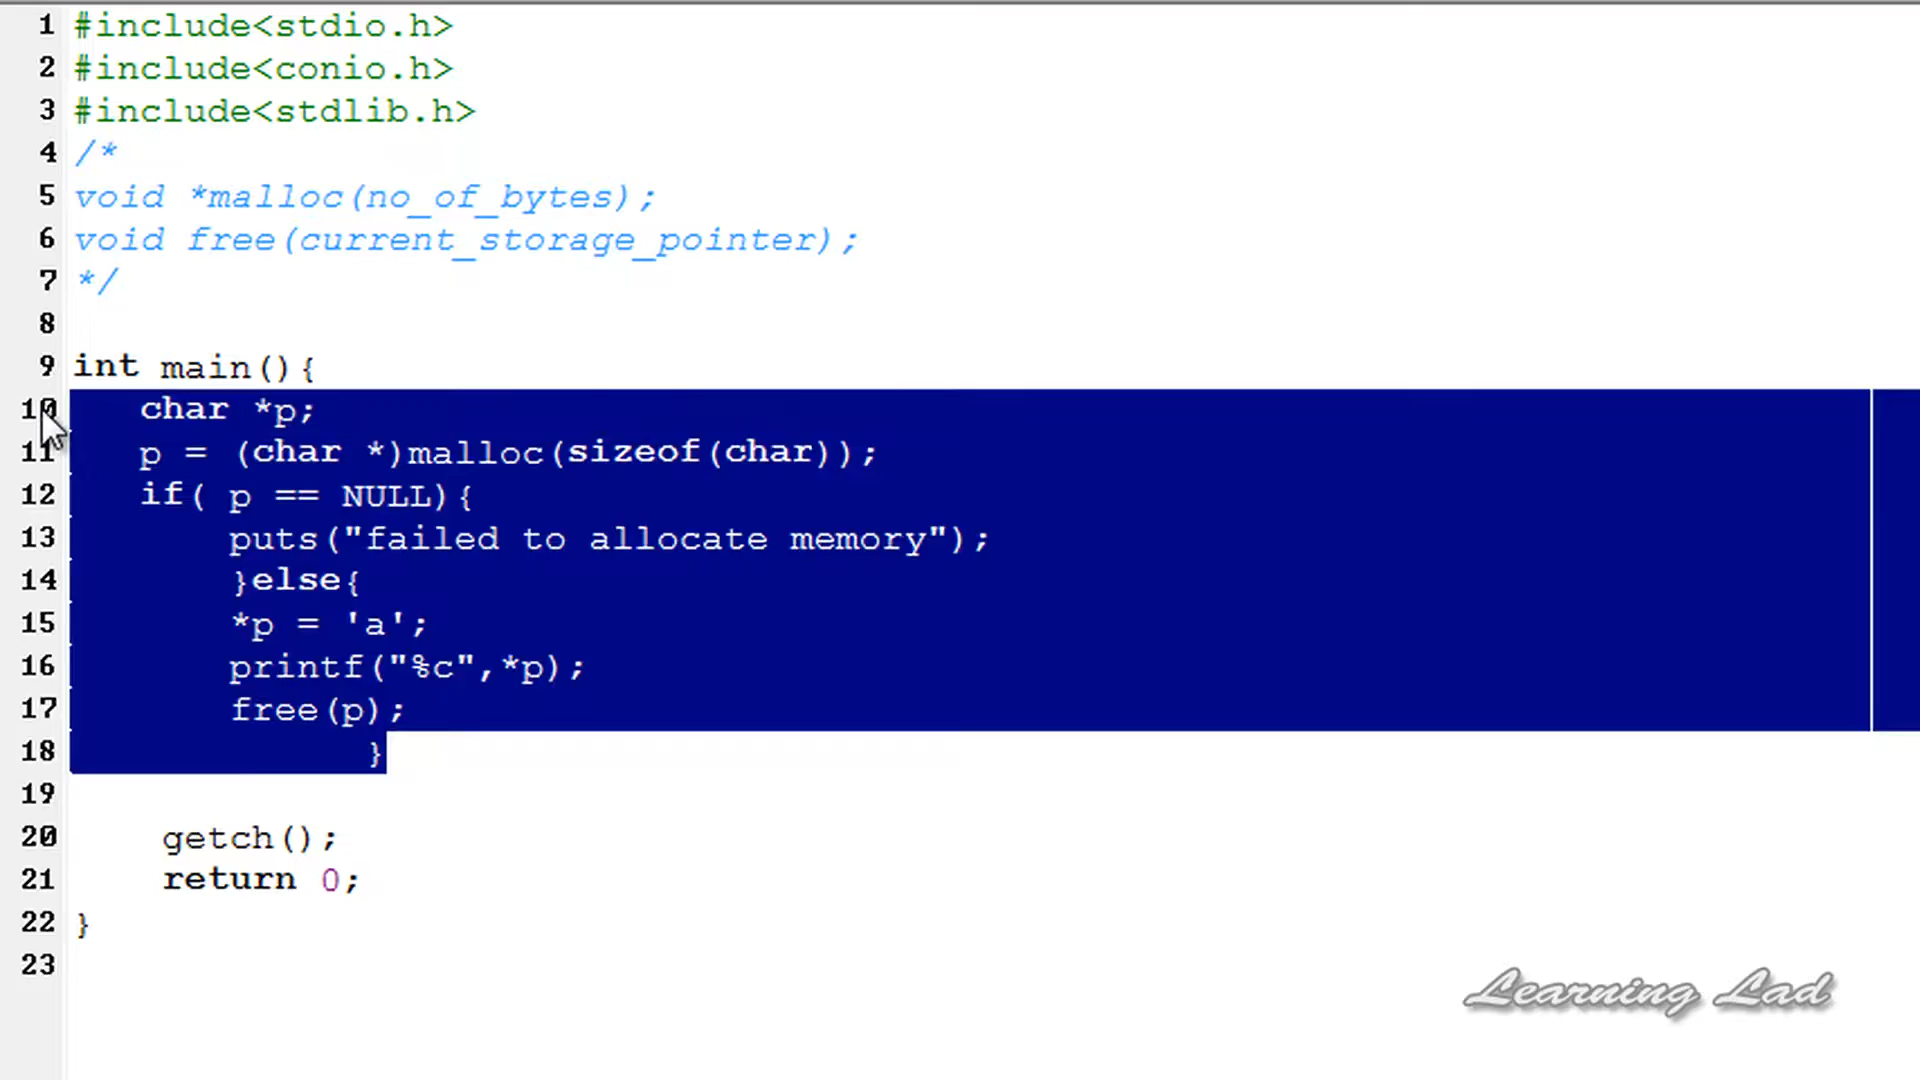 1 #include<stdio.h>
2 #include<conio.h>
3 #include<stdlib.h>
4 /*
5 void *malloc(no_of_bytes);
6 void free(current_storage_pointer);
7 */
8
9 int main(){
10 char *p;
11 p = (char *)malloc(sizeof(char));
12 if( p == NULL){
13 puts("failed to allocate memory");
14 }else{
15 *p = 'a';
16 printf("%c",*p);
17 free(p);
18 }
19
20 getch();
21 return 0;
22 }
23
Learning Lad